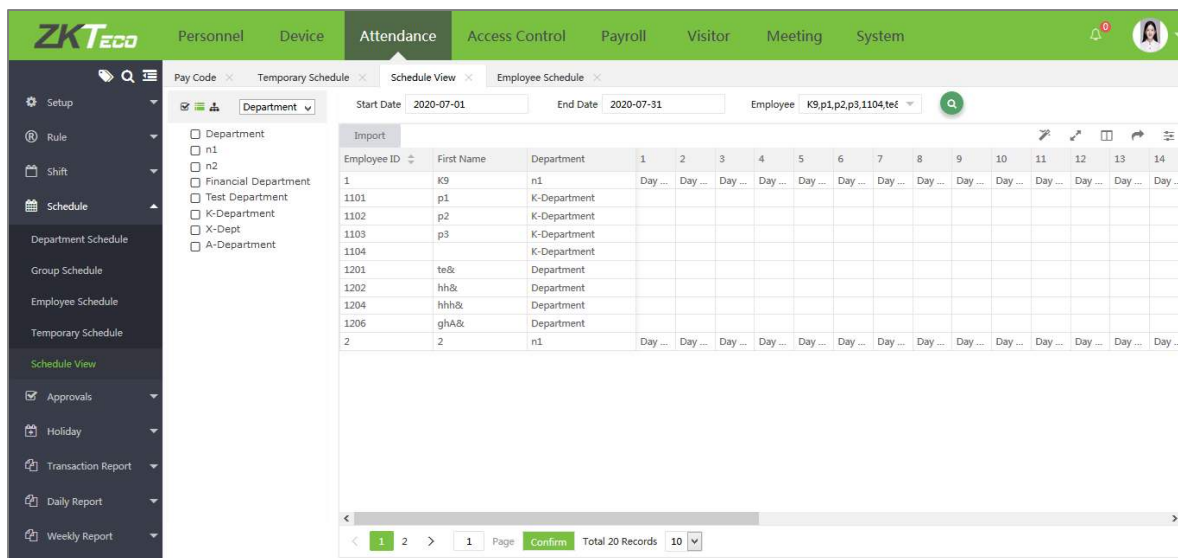 ZKTeco Personnel Device Attendance Access Control Payroll Visitor Meeting System 0
Pay Code Temporary Schedule Schedule View Employee Schedule
Setup
Rule
Shift
Schedule
Department Schedule
Group Schedule
Employee Schedule
Temporary Schedule
Schedule View
Approvals
Holiday
Transaction Report
Daily Report
Weekly Report
Department
Department
n1
n2
Financial Department
Test Department
K-Department
X-Dept
A-Department
Start Date 2020-07-01 End Date 2020-07-31 Employee K9,p1,p2,p3,1104,te&
Import
Employee ID First Name Department 1 2 3 4 5 6 7 8 9 10 11 12 13 14
1 K9 n1 Day ... Day ... Day ... Day ... Day ... Day ... Day ... Day ... Day ... Day ... Day ... Day ... Day ... Day ..
1101 p1 K-Department
1102 p2 K-Department
1103 p3 K-Department
1104 K-Department
1201 te& Department
1202 hh& Department
1204 hhh& Department
1206 ghA& Department
2 2 n1 Day ... Day ... Day ... Day ... Day ... Day ... Day ... Day ... Day ... Day ... Day ... Day ... Day ... Day ..
1 2 1 Page Confirm Total 20 Records 10